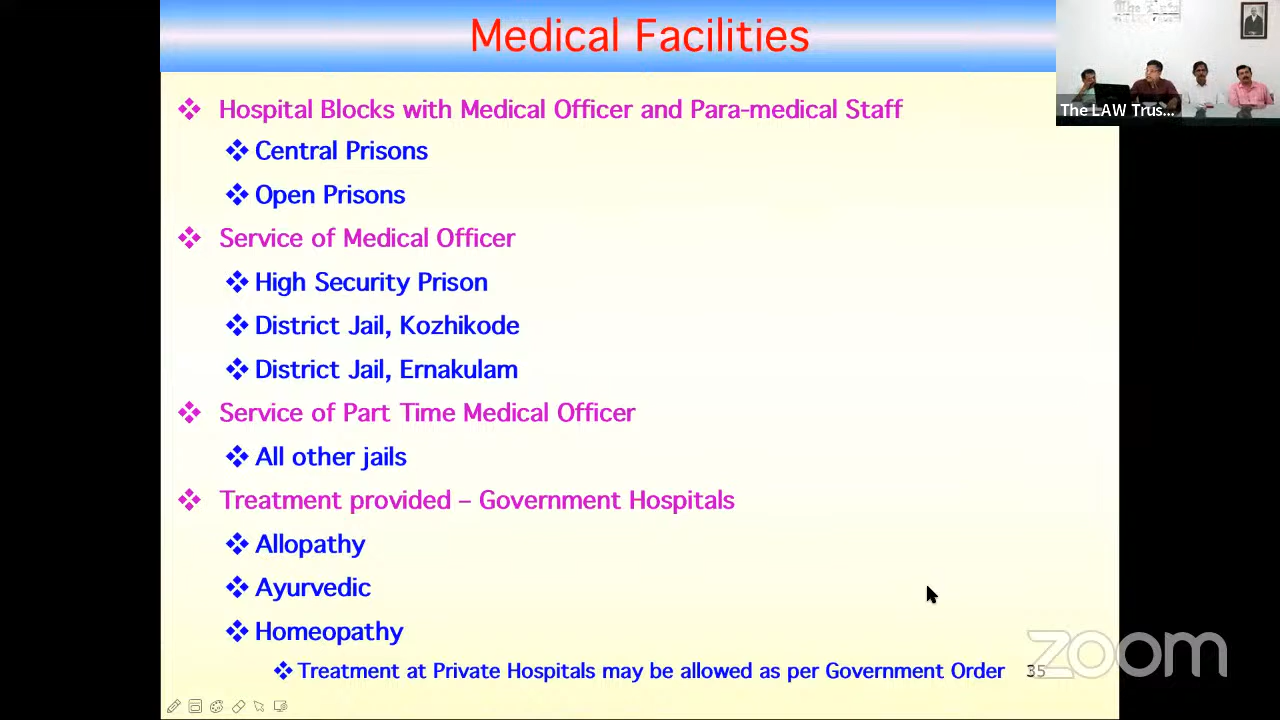 Medical Facilities
Hospital Blocks with Medical Officer and Para-medical Staff
Central Prisons
Open Prisons
Service of Medical Officer
High Security Prison
District Jail, Kozhikode
District Jail, Ernakulam
Service of Part Time Medical Officer
All other jails
Treatment provided – Government Hospitals
Allopathy
Ayurvedic
Homeopathy
Treatment at Private Hospitals may be allowed as per Government Order
35
The LAW Trus...
zoom